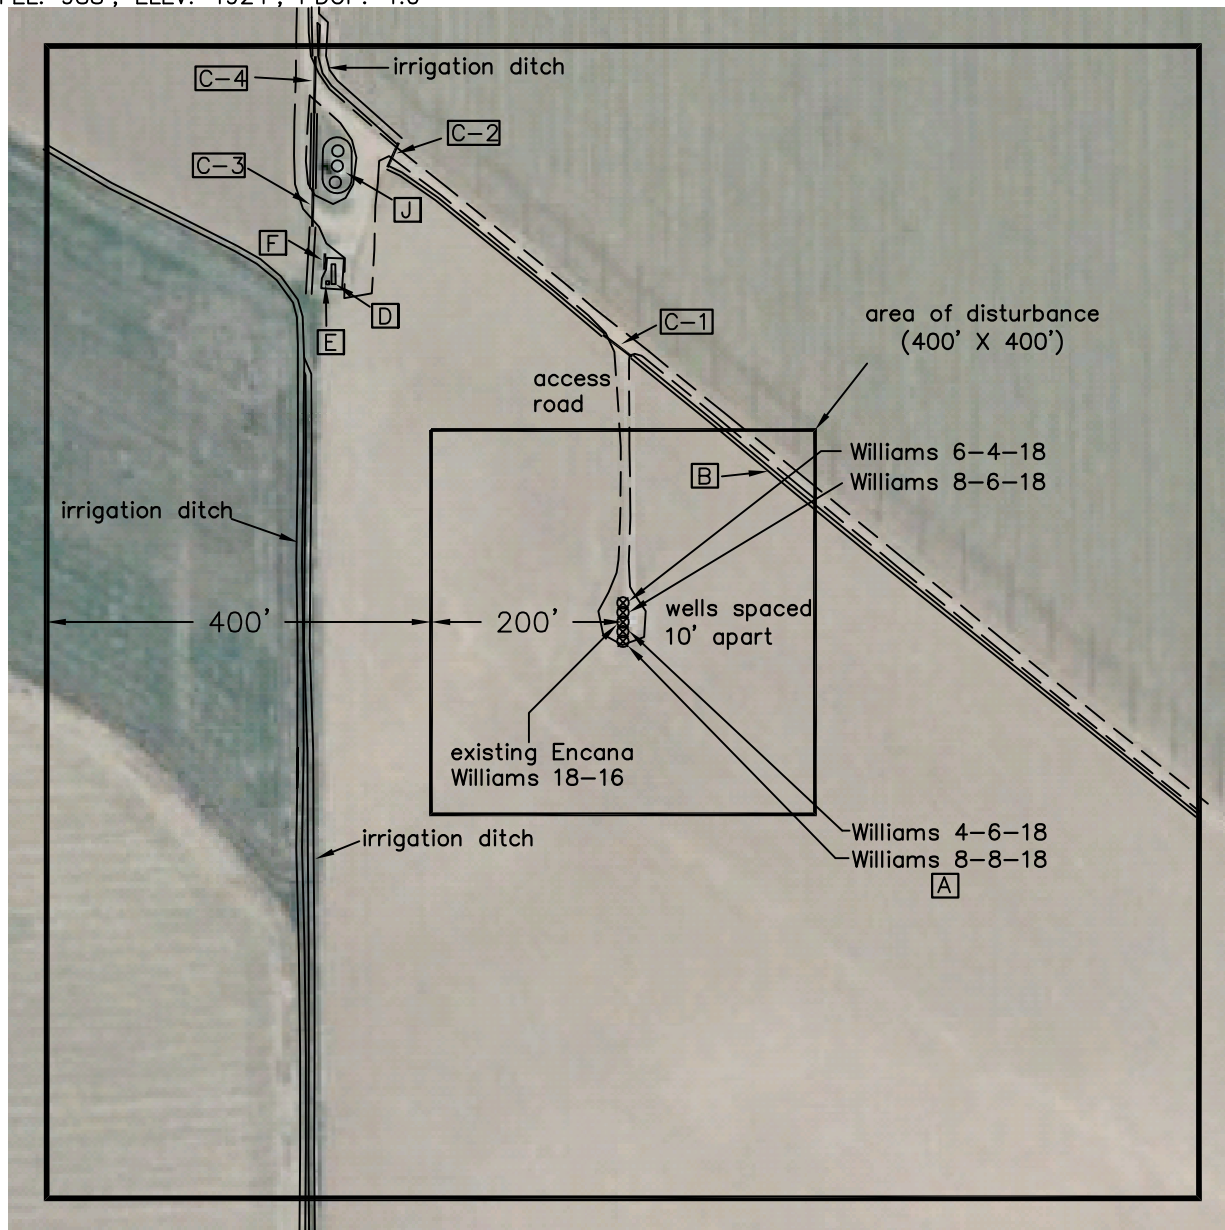 irrigation ditch
C-4
C-2
C-3
J
F
D
E
C-1
area of disturbance
(400' X 400')
access
road
Williams 6-4-18
B
Williams 8-6-18
irrigation ditch
400'
200'
wells spaced
10' apart
existing Encana
Williams 18-16
irrigation ditch
Williams 4-6-18
Williams 8-8-18
A